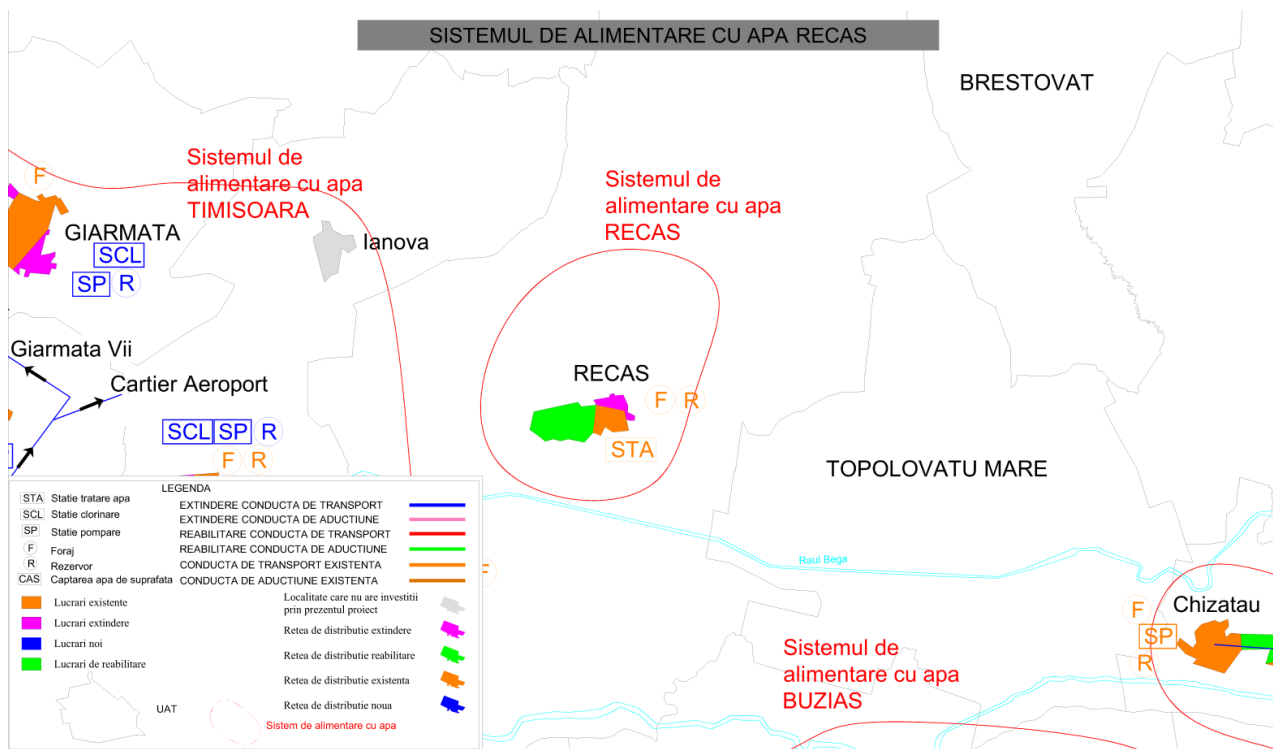 SISTEMUL DE ALIMENTARE CU APA RECAS
BRESTOVAT
Sistemul de
alimentare cu apa
TIMISOARA
Sistemul de
alimentare cu apa
RECAS
F
GIARMATA
SCL
SP R
Ianova
Giarmata Vii
Cartier Aeroport
RECAS
F R
STA
SCL SP R
F R
TOPOLOVATU MARE
Raul Bega
F
Chizatau
F
SP
R
Sistemul de
alimentare cu apa
BUZIAS
LEGENDA
STA Statie tratare apa
SCL Statie clorinare
SP Statie pompare
F Foraj
R Rezervor
CAS Captarea apa de suprafata
EXTINDERE CONDUCTA DE TRANSPORT
EXTINDERE CONDUCTA DE ADUCTIUNE
REABILITARE CONDUCTA DE TRANSPORT
REABILITARE CONDUCTA DE ADUCTIUNE
CONDUCTA DE TRANSPORT EXISTENTA
CONDUCTA DE ADUCTIUNE EXISTENTA
Lucrari existente
Lucrari extindere
Lucrari noi
Lucrari de reabilitare
Localitate care nu are investitii
prin prezentul proiect
Retea de distributie extindere
Retea de distributie reabilitare
Retea de distributie existenta
Retea de distributie noua
UAT
Sistem de alimentare cu apa